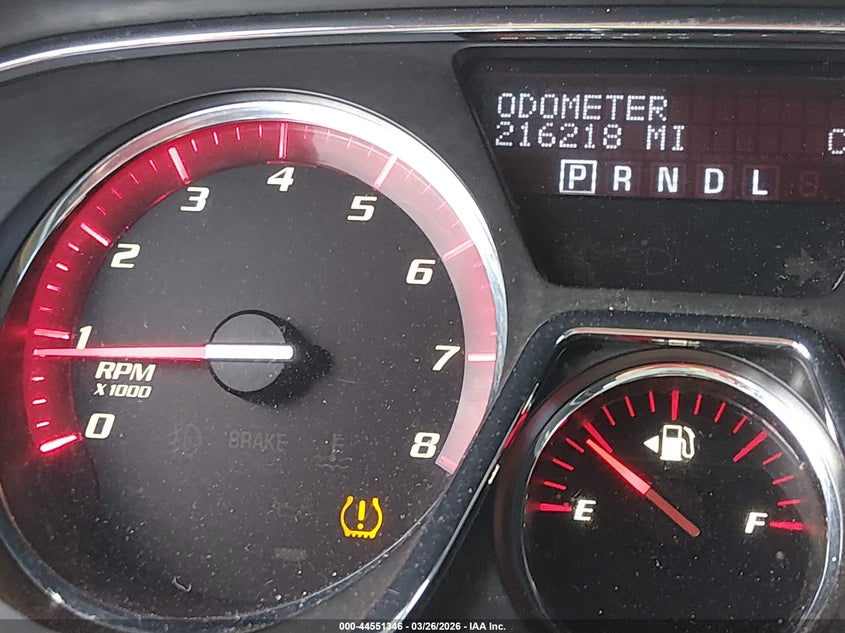 ODOMETER
216218 MI
C
P R N D L
0 1 2 3 4 5 6 7 8
RPM
X1000
BRAKE
E F
000-44551346 - 03/26/2026 - IAA Inc.